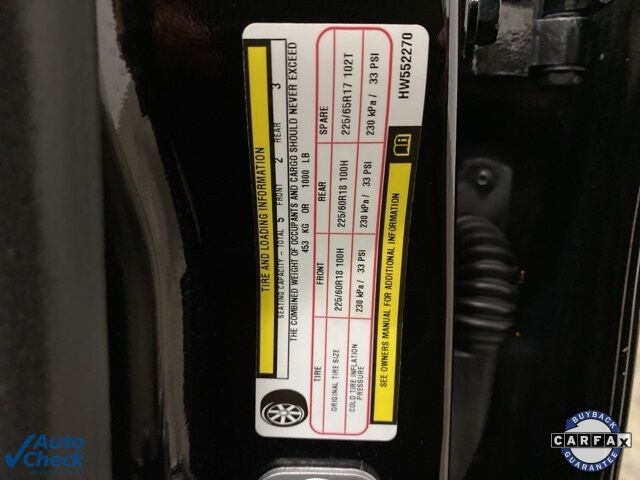 TIRE AND LOADING INFORMATION
SEATING CAPACITY - TOTAL 5 FRONT 2 REAR 3
THE COMBINED WEIGHT OF OCCUPANTS AND CARGO SHOULD NEVER EXCEED
453 KG OR 1000 LB
TIRE FRONT REAR SPARE
ORIGINAL TIRE SIZE 225/60R18 100H 225/60R18 100H 225/65R17 102T
COLD TIRE INFLATION PRESSURE 230 kPa / 33 PSI 230 kPa / 33 PSI 230 kPa / 33 PSI
SEE OWNERS MANUAL FOR ADDITIONAL INFORMATION
HW552270
Auto
Check
BUYBACK
CARFAX
GUARANTEE